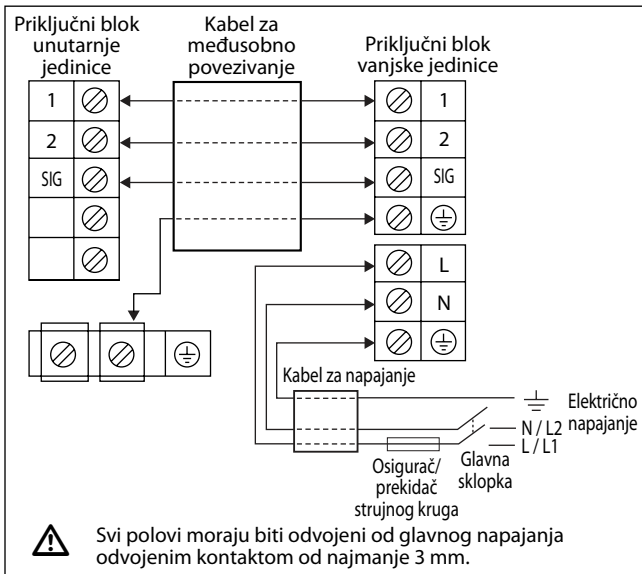 Priključni blok
unutarnje
jedinice
Kabel za
međusobno
povezivanje
Priključni blok
vanjske jedinice
1
2
SIG
1
2
SIG
L
N
Kabel za napajanje
Električno
napajanje
N / L2
L / L1
Osigurač/
prekidač
strujnog kruga
Glavna
sklopka
Svi polovi moraju biti odvojeni od glavnog napajanja
odvojenim kontaktom od najmanje 3 mm.